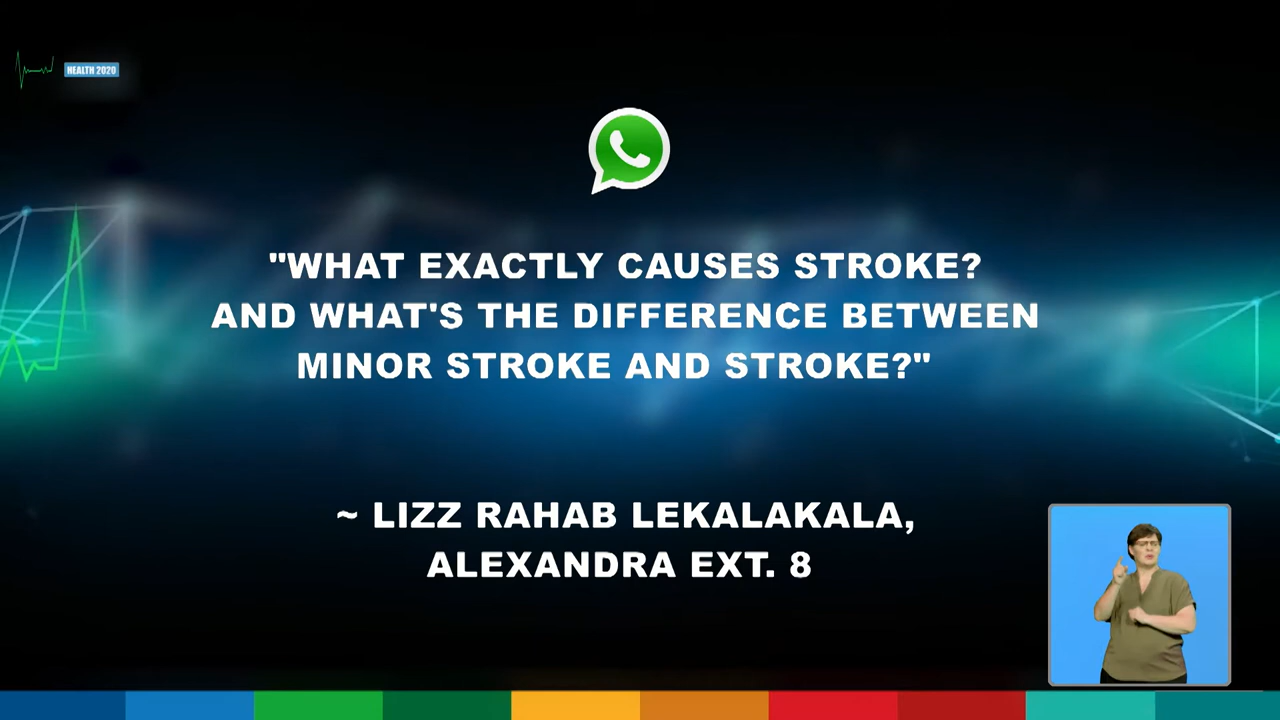 HEALTH 2020
"WHAT EXACTLY CAUSES STROKE?
AND WHAT'S THE DIFFERENCE BETWEEN
MINOR STROKE AND STROKE?"
~ LIZZ RAHAB LEKALAKALA,
ALEXANDRA EXT. 8